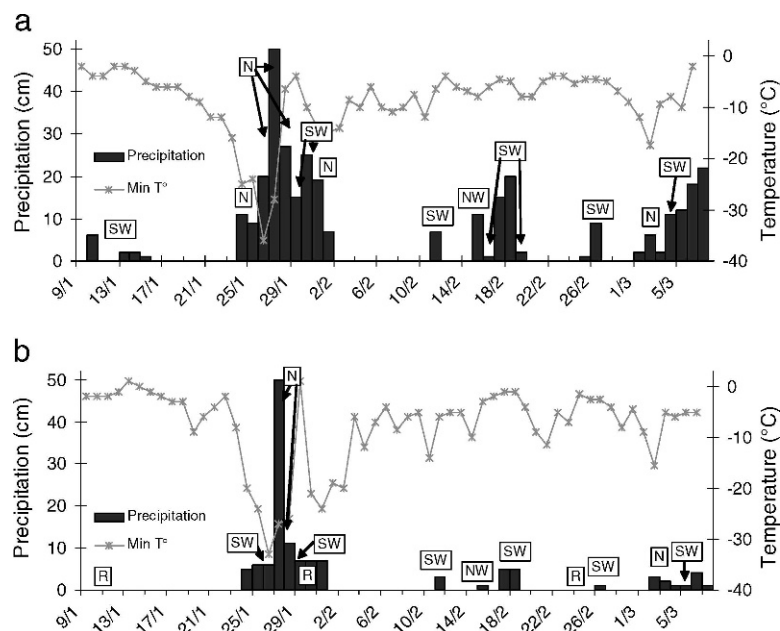 a
Precipitation (cm)
50
40
30
20
10
0
0
-10
-20
-30
-40
Temperature (°C)
Precipitation
Min T°
SW
N
N
SW
N
SW
NW
SW
SW
N
SW
9/1
13/1
17/1
21/1
25/1
29/1
2/2
6/2
10/2
14/2
18/2
22/2
26/2
1/3
5/3
b
Precipitation (cm)
50
40
30
20
10
0
0
-10
-20
-30
-40
Temperature (°C)
Precipitation
Min T°
R
SW
N
SW
R
SW
NW
SW
R
SW
N
SW
9/1
13/1
17/1
21/1
25/1
29/1
2/2
6/2
10/2
14/2
18/2
22/2
26/2
1/3
5/3